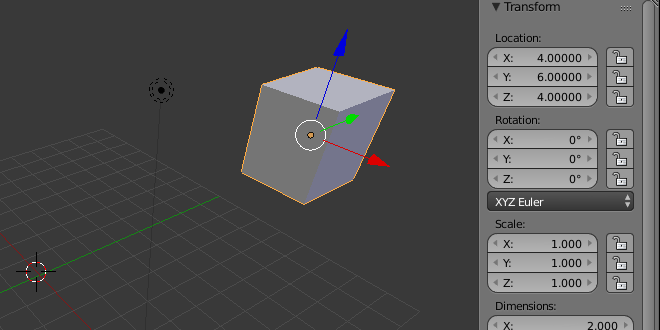 Transform
Location:
X: 4.00000
Y: 6.00000
Z: 4.00000
Rotation:
X: 0°
Y: 0°
Z: 0°
XYZ Euler
Scale:
X: 1.000
Y: 1.000
Z: 1.000
Dimensions:
X: 2.000